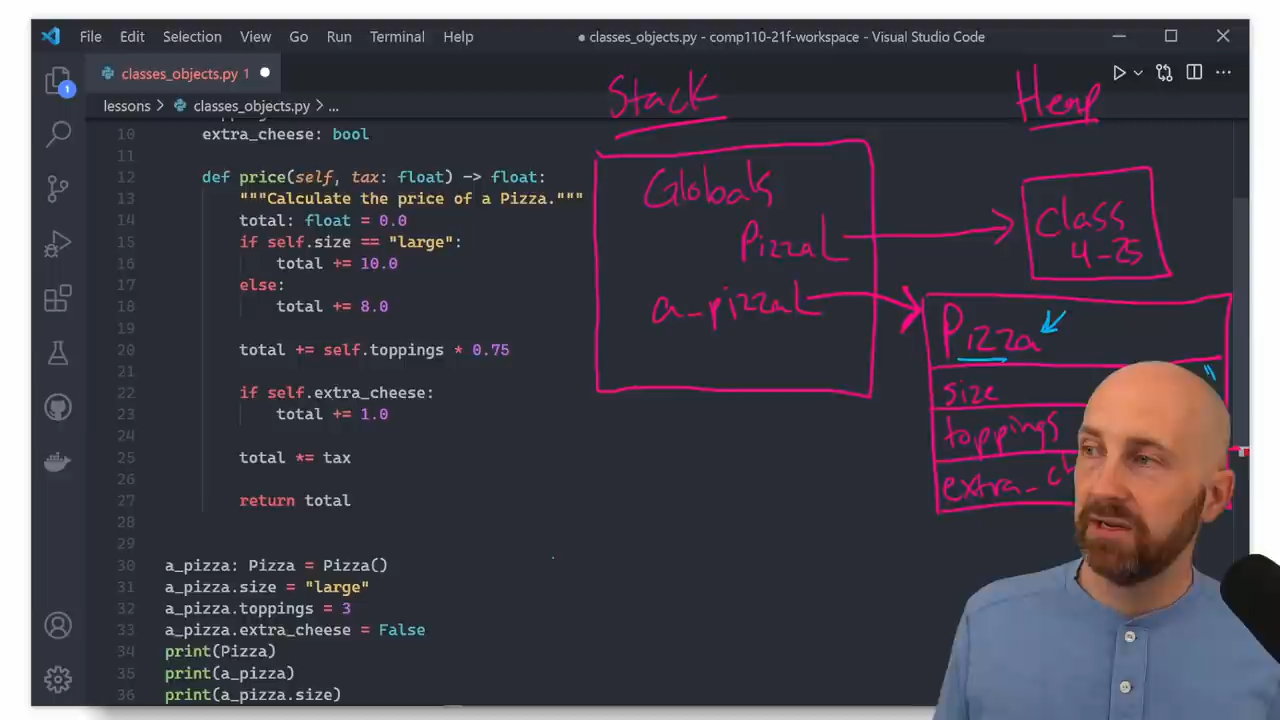 File Edit Selection View Go Run Terminal Help
● classes_objects.py - comp110-21f-workspace - Visual Studio Code
classes_objects.py 1
lessons > classes_objects.py > ...
1
10 extra_cheese: bool
11
12 def price(self, tax: float) -> float:
13 """Calculate the price of a Pizza."""
14 total: float = 0.0
15 if self.size == "large":
16 total += 10.0
17 else:
18 total += 8.0
19
20 total += self.toppings * 0.75
21
22 if self.extra_cheese:
23 total += 1.0
24
25 total *= tax
26
27 return total
28
29
30 a_pizza: Pizza = Pizza()
31 a_pizza.size = "large"
32 a_pizza.toppings = 3
33 a_pizza.extra_cheese = False
34 print(Pizza)
35 print(a_pizza)
36 print(a_pizza.size)
Stack
Globals
Pizza
a_pizza
Heap
Class
4-25
Pizza
size
toppings
extra_ch